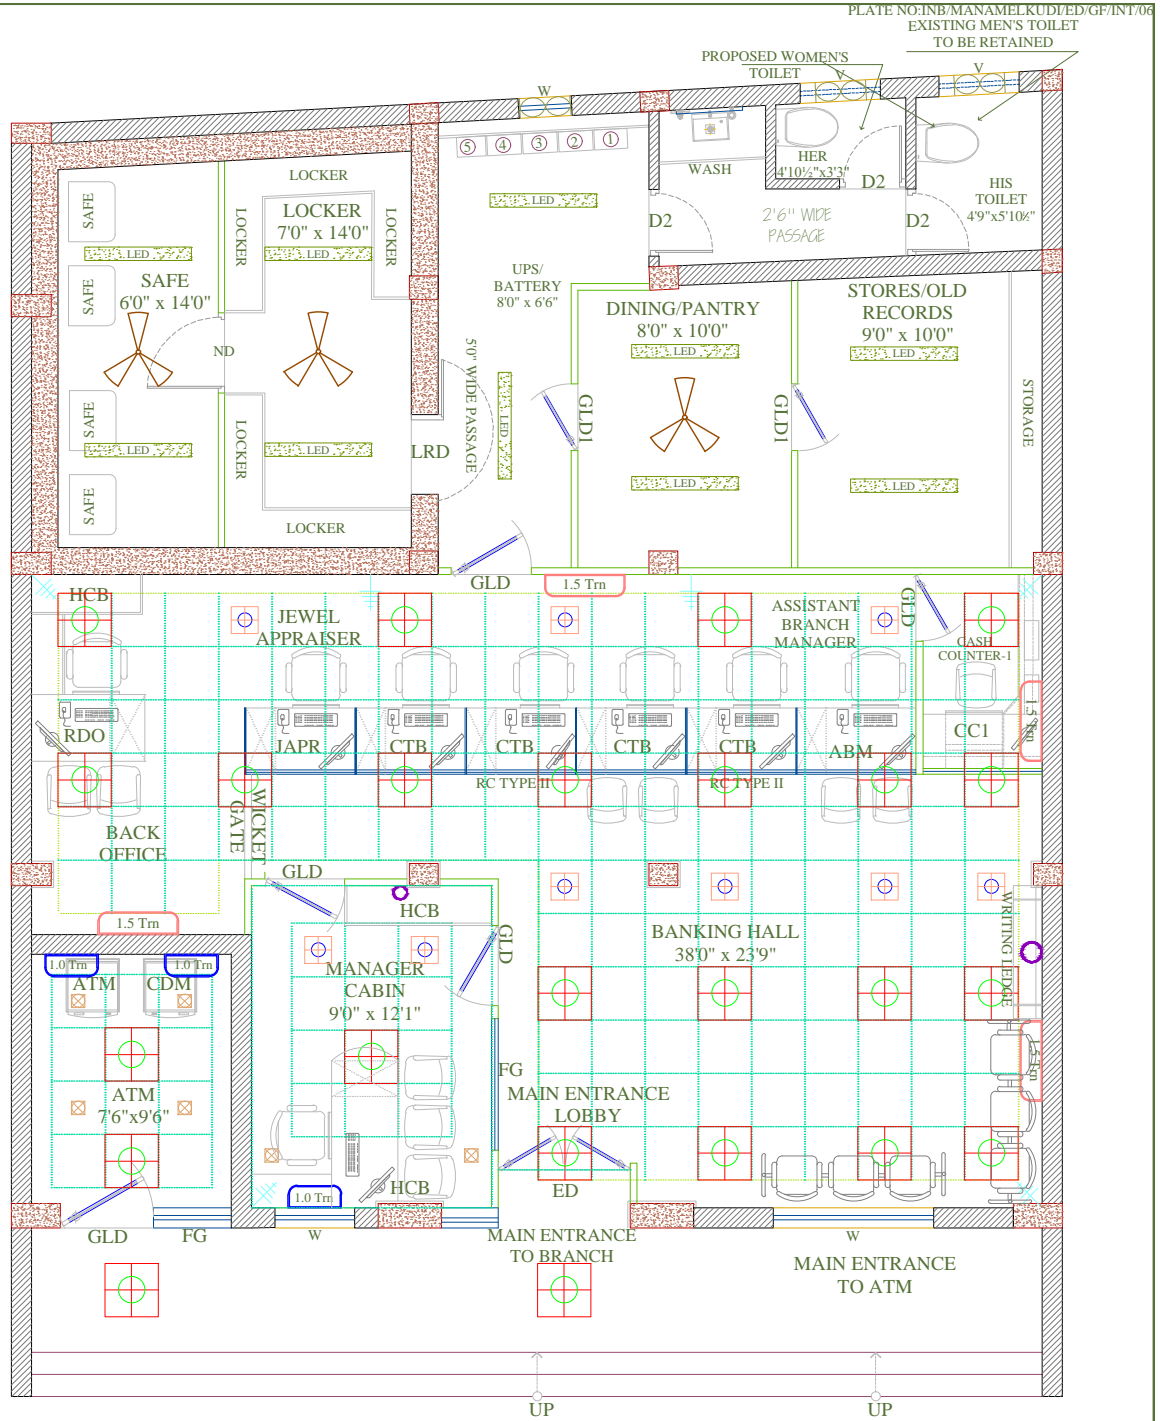 PLATE NO:INB/MANAMELKUDI/ED/GF/INT/06
EXISTING MEN'S TOILET
TO BE RETAINED
PROPOSED WOMEN'S
TOILET
V
V
W
5
4
3
2
1
WASH
HER
4'10½"x3'3"
D2
HIS
TOILET
4'9"x5'10½"
D2
D2
2'6" WIDE
PASSAGE
LOCKER
LOCKER
7'0" x 14'0"
LOCKER
LOCKER
SAFE
LED
LED
LED
SAFE
6'0" x 14'0"
SAFE
UPS/
BATTERY
8'0" x 6'6"
DINING/PANTRY
8'0" x 10'0"
STORES/OLD
RECORDS
9'0" x 10'0"
LED
LED
ND
5'0" WIDE PASSAGE
LED
GLD1
GLD1
STORAGE
SAFE
LOCKER
LED
LED
LRD
LED
LED
SAFE
LOCKER
GLD
1.5 Trn
HCB
JEWEL
APPRAISER
ASSISTANT
BRANCH
MANAGER
GLD
CASH
COUNTER-1
RDO
JAPR
CTB
CTB
CTB
CTB
ABM
CC1
1.5 Trn
RC TYPE II
RC TYPE II
WICKET
GATE
BACK
OFFICE
GLD
HCB
1.5 Trn
GLD
BANKING HALL
38'0" x 23'9"
WRITING LEDGE
1.0 Trn
1.0 Trn
ATM
CDM
MANAGER
CABIN
9'0" x 12'1"
1.5 Trn
FG
ATM
7'6"x9'6"
MAIN ENTRANCE
LOBBY
HCB
1.0 Trn
ED
GLD
FG
W
MAIN ENTRANCE
TO BRANCH
W
MAIN ENTRANCE
TO ATM
UP
UP